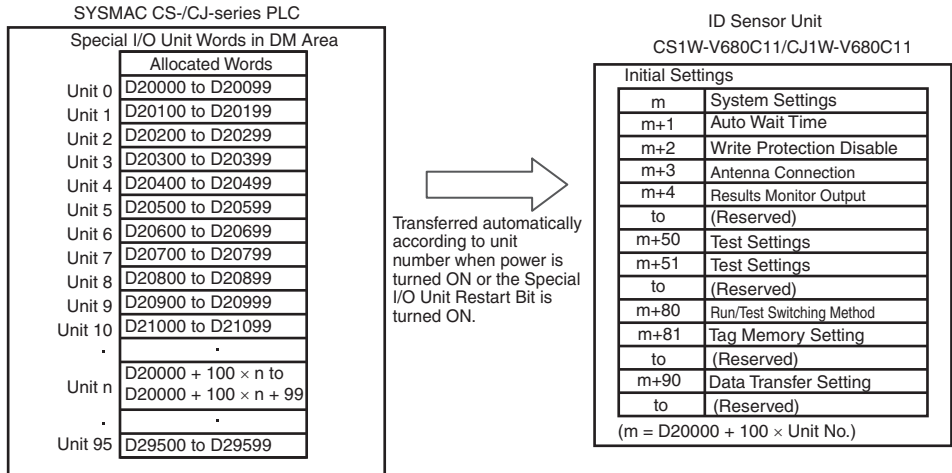 SYSMAC CS-/CJ-series PLC
Special I/O Unit Words in DM Area
Allocated Words
Unit 0 D20000 to D20099
Unit 1 D20100 to D20199
Unit 2 D20200 to D20299
Unit 3 D20300 to D20399
Unit 4 D20400 to D20499
Unit 5 D20500 to D20599
Unit 6 D20600 to D20699
Unit 7 D20700 to D20799
Unit 8 D20800 to D20899
Unit 9 D20900 to D20999
Unit 10 D21000 to D21099
. .
Unit n D20000 + 100 × n to
D20000 + 100 × n + 99
. .
Unit 95 D29500 to D29599
Transferred automatically
according to unit
number when power is
turned ON or the Special
I/O Unit Restart Bit is
turned ON.
ID Sensor Unit
CS1W-V680C11/CJ1W-V680C11
Initial Settings
m System Settings
m+1 Auto Wait Time
m+2 Write Protection Disable
m+3 Antenna Connection
m+4 Results Monitor Output
to (Reserved)
m+50 Test Settings
m+51 Test Settings
to (Reserved)
m+80 Run/Test Switching Method
m+81 Tag Memory Setting
to (Reserved)
m+90 Data Transfer Setting
to (Reserved)
(m = D20000 + 100 × Unit No.)